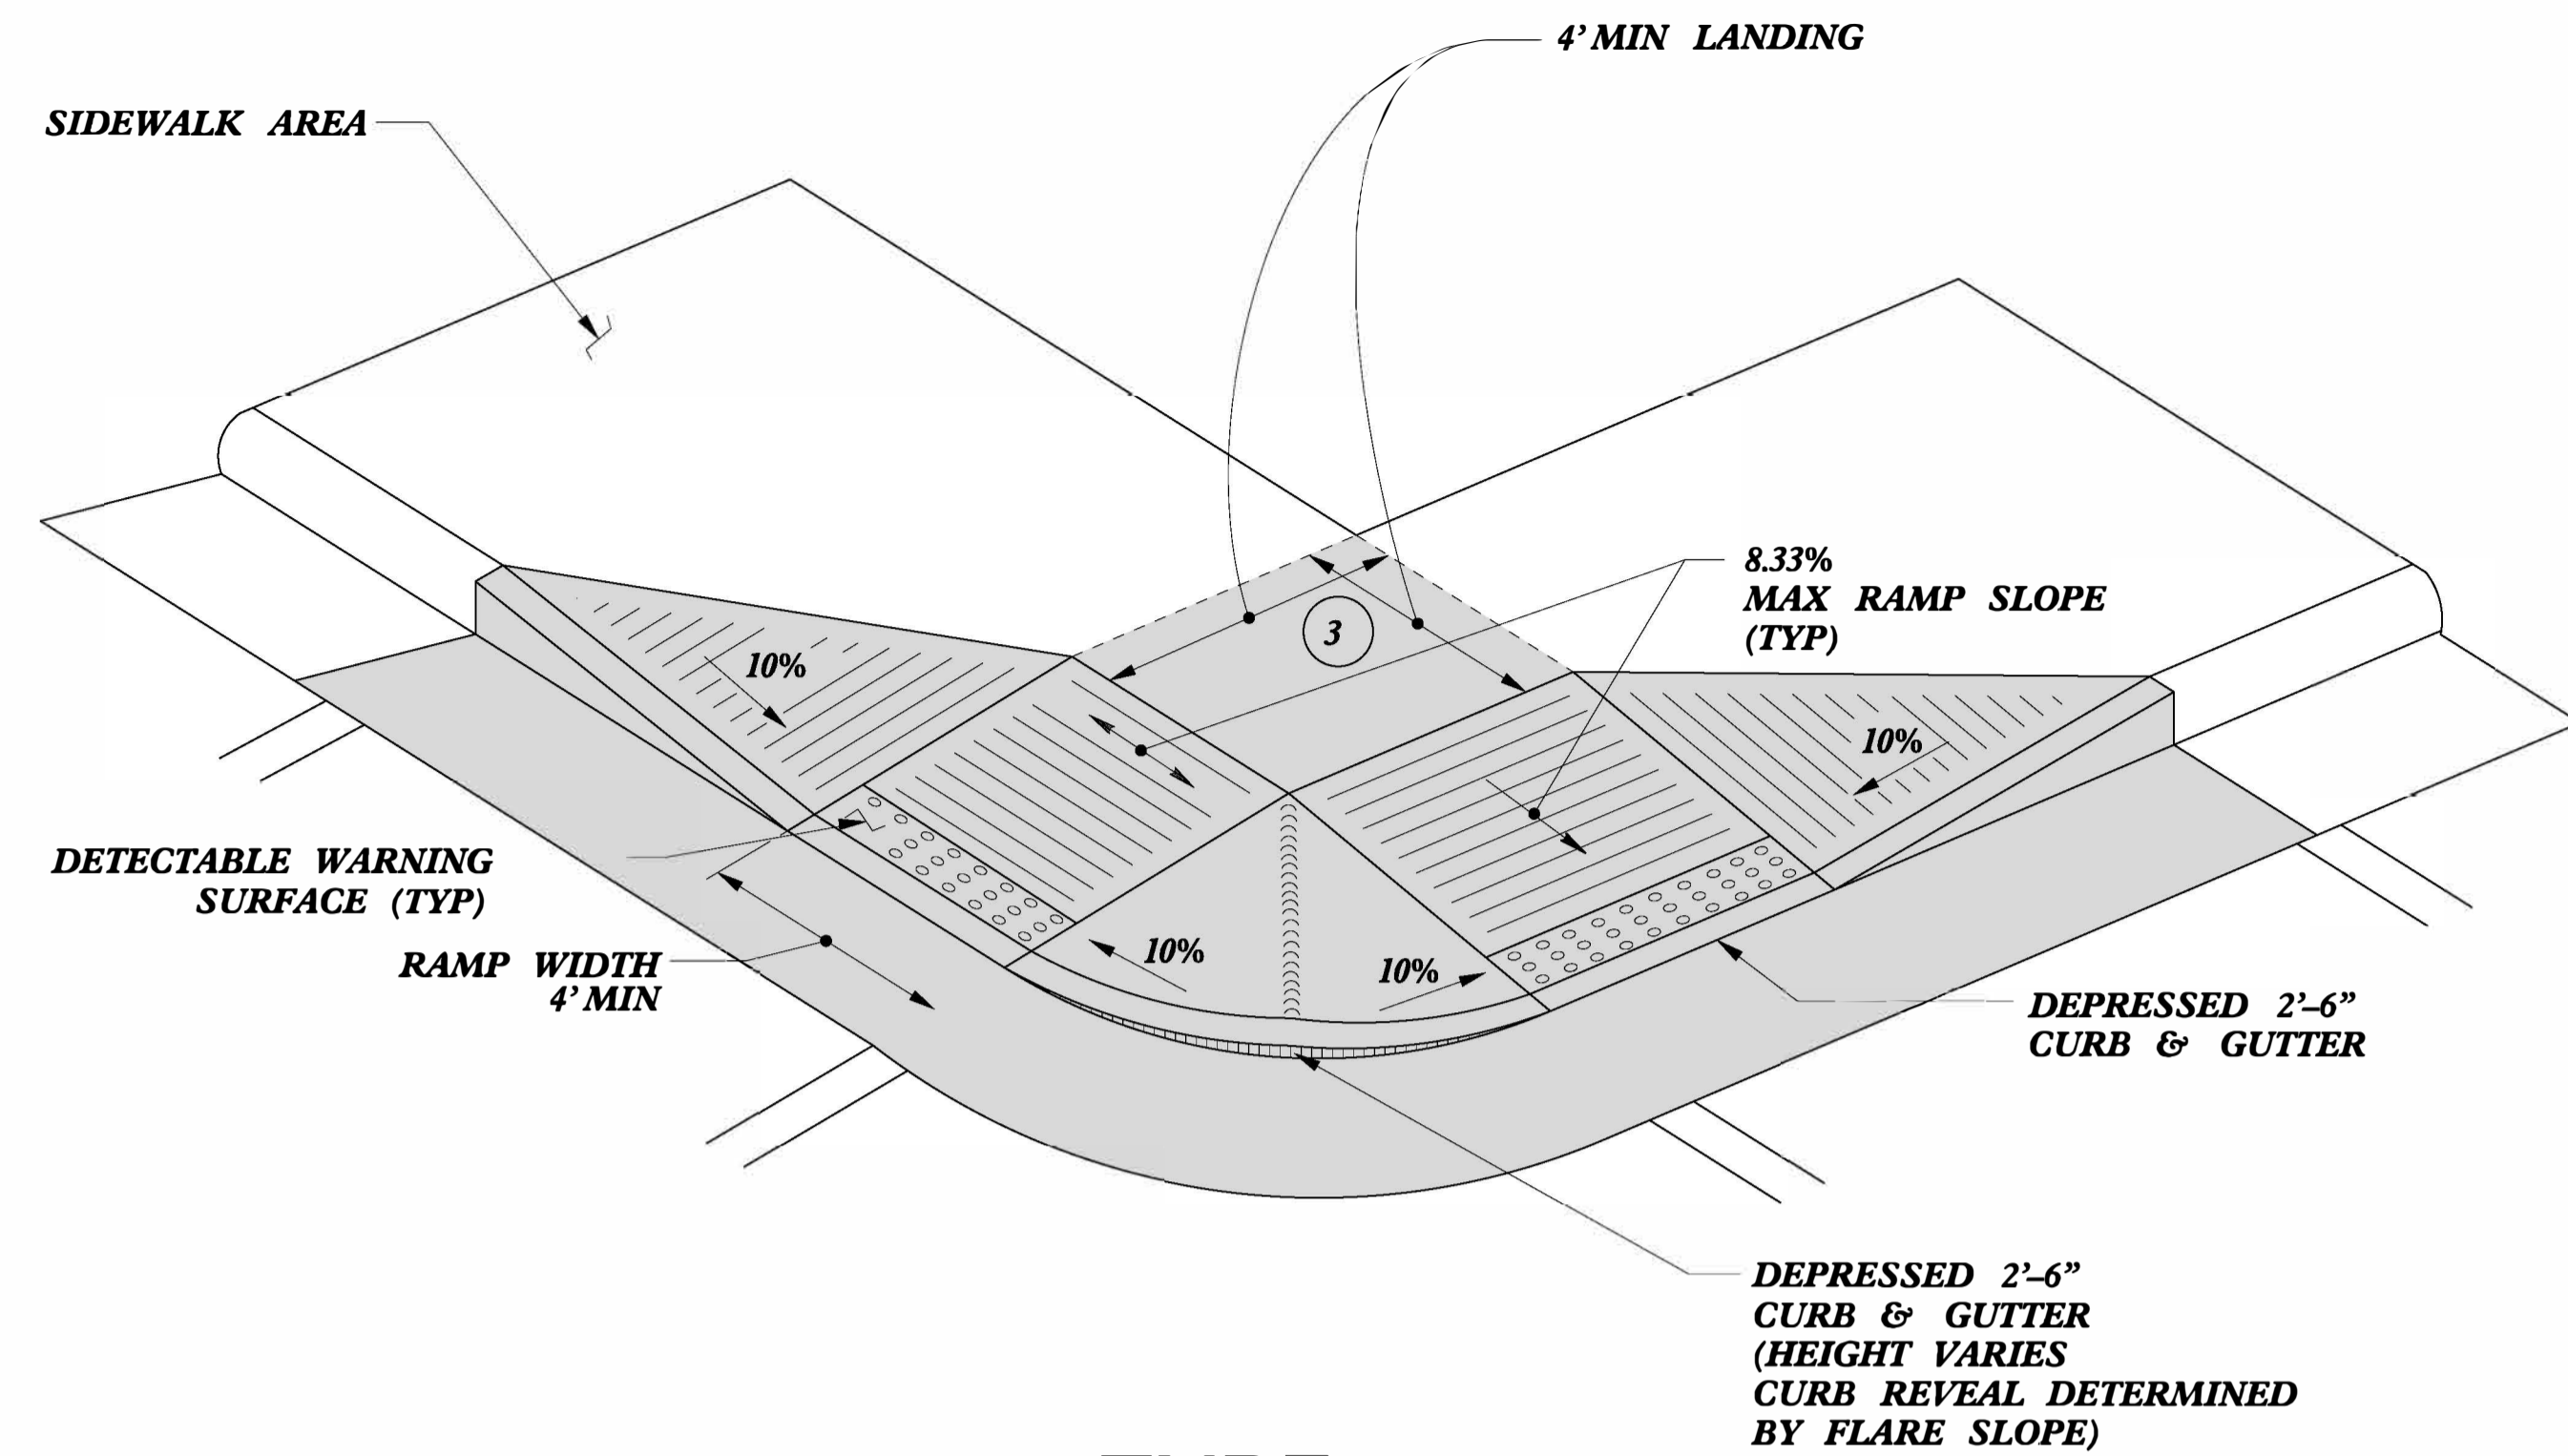 4' MIN LANDING
SIDEWALK AREA
8.33%
MAX RAMP SLOPE
(TYP)
3
10%
10%
DETECTABLE WARNING
SURFACE (TYP)
RAMP WIDTH
4' MIN
10%
10%
DEPRESSED 2'–6”
CURB & GUTTER
DEPRESSED 2'–6”
CURB & GUTTER
(HEIGHT VARIES
CURB REVEAL DETERMINED
BY FLARE SLOPE)